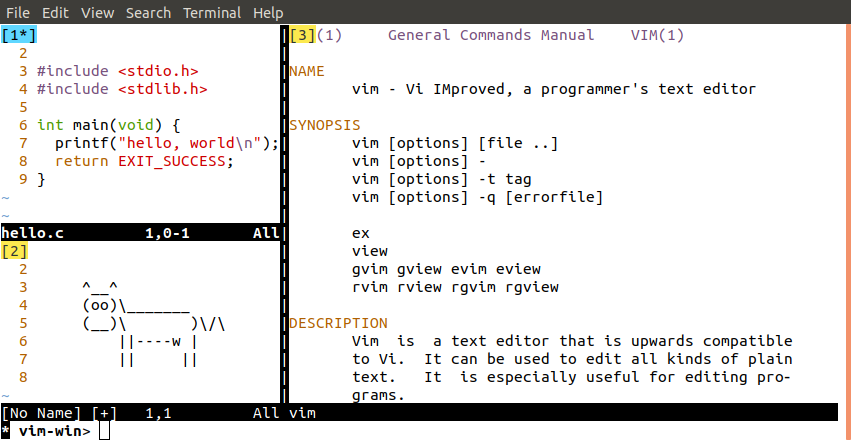 File Edit View Search Terminal Help
[1*]
2
3 #include <stdio.h>
4 #include <stdlib.h>
5
6 int main(void) {
7   printf("hello, world\n");
8   return EXIT_SUCCESS;
9 }
~
~
hello.c 1,0-1 All
[2]
2
3      ^__^
4      (oo)\_______
5      (__)\       )\/\
6          ||----w |
7          ||     ||
8
~
[No Name] [+] 1,1 All
[3](1) General Commands Manual VIM(1)
NAME
vim - Vi IMproved, a programmer's text editor
SYNOPSIS
vim [options] [file ..]
vim [options] -
vim [options] -t tag
vim [options] -q [errorfile]
ex
view
gvim gview evim eview
rvim rview rgvim rgview
DESCRIPTION
Vim  is  a text editor that is upwards compatible
to Vi.  It can be used to edit all kinds of plain
text.   It  is especially useful for editing pro-
grams.
vim
* vim-win>